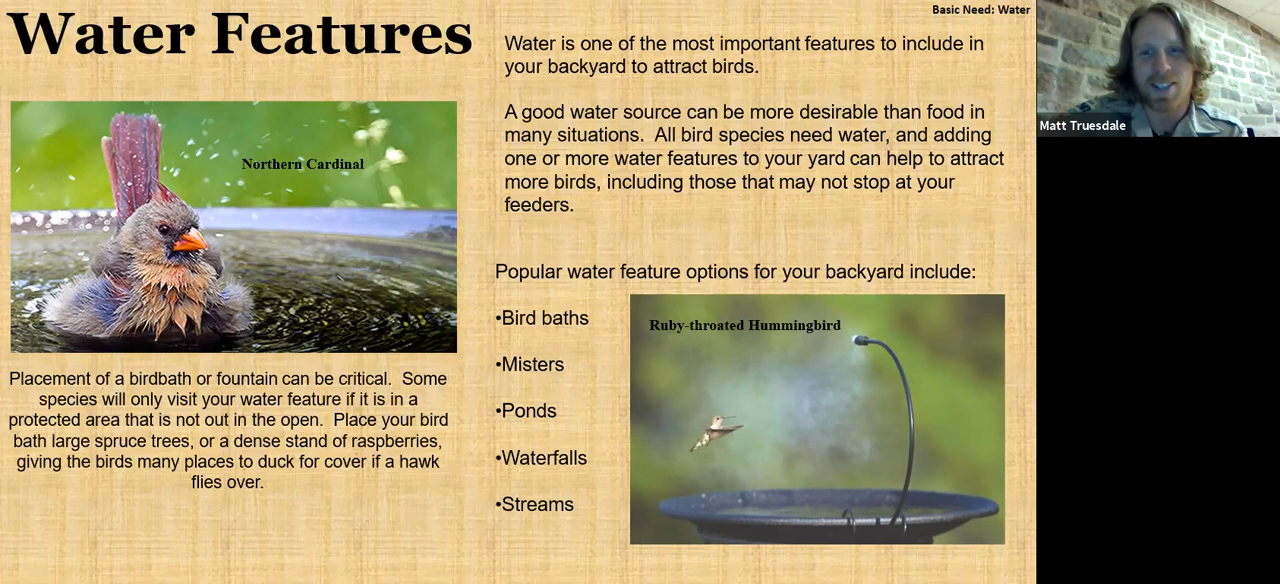 Basic Need: Water
Water Features
Northern Cardinal
Placement of a birdbath or fountain can be critical.  Some
species will only visit your water feature if it is in a
protected area that is not out in the open.  Place your bird
bath large spruce trees, or a dense stand of raspberries,
giving the birds many places to duck for cover if a hawk
flies over.
Water is one of the most important features to include in
your backyard to attract birds.
A good water source can be more desirable than food in
many situations.  All bird species need water, and adding
one or more water features to your yard can help to attract
more birds, including those that may not stop at your
feeders.
Popular water feature options for your backyard include:
•Bird baths
•Misters
•Ponds
•Waterfalls
•Streams
Ruby-throated Hummingbird
Matt Truesdale